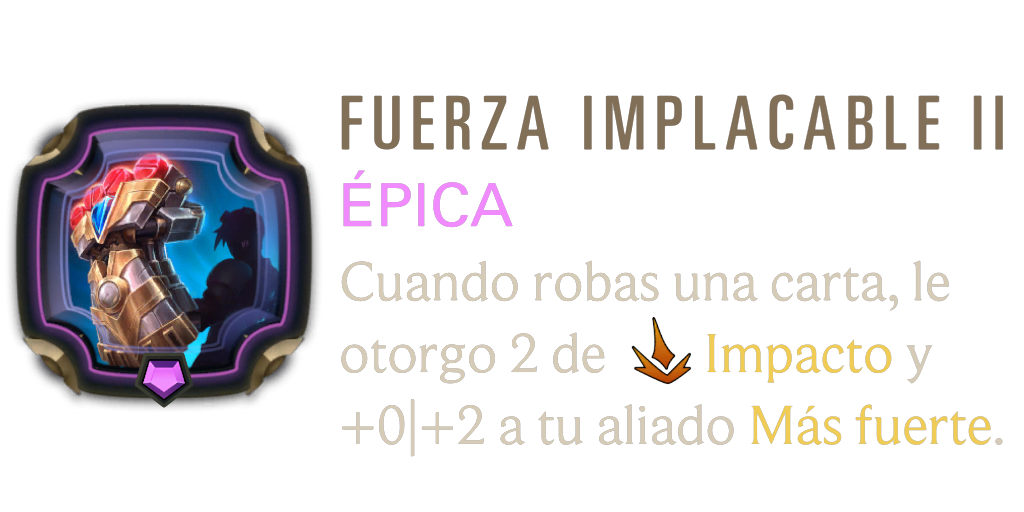 FUERZA IMPLACABLE II
ÉPICA
Cuando robas una carta, le
otorgo 2 de Impacto y
+0|+2 a tu aliado Más fuerte.